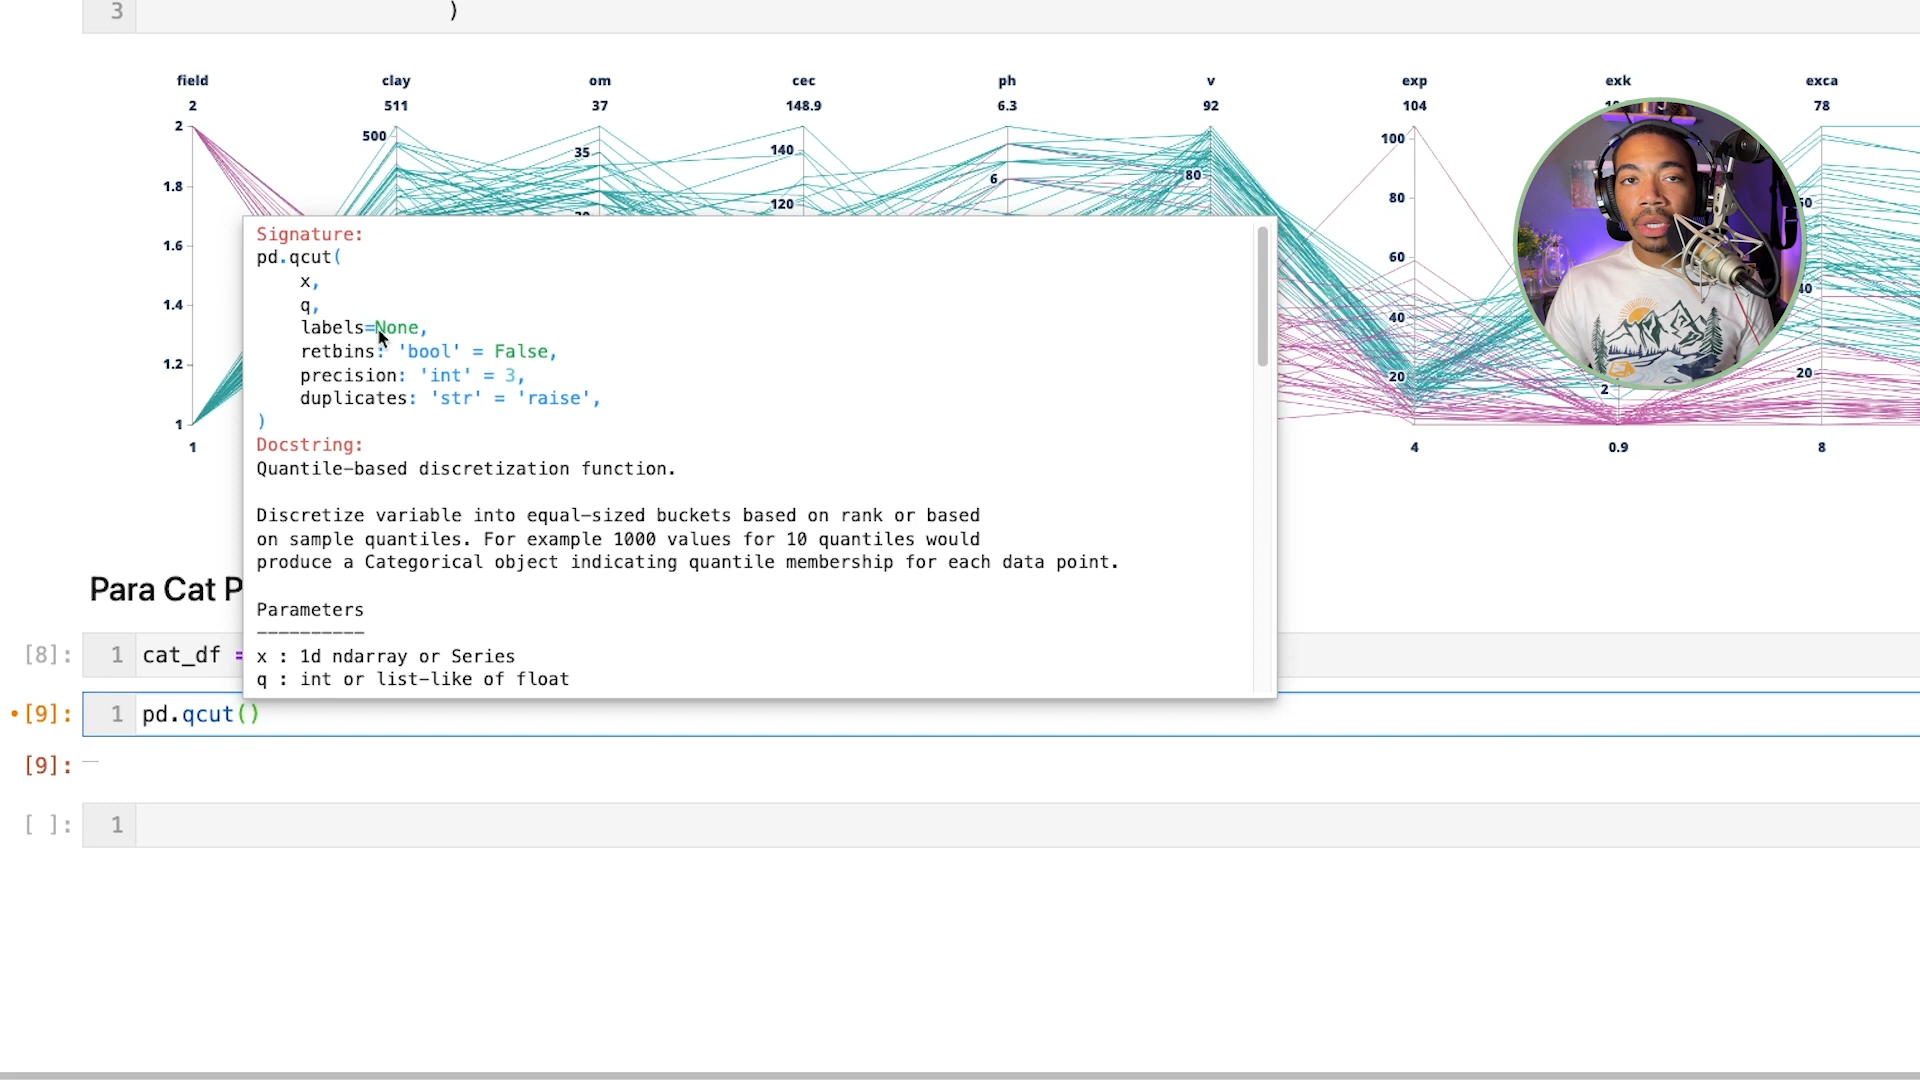 3 )
field clay om cec ph v exp exk exca
2 511 37 148.9 6.3 92 104 78
2 500 35 140 6 80 100
1.8 120 80
1.6 60
1.4 40 40
1.2 20 2 20
1
1 4 0.9 8
Signature:
pd.qcut(
x,
q,
labels=None,
retbins: 'bool' = False,
precision: 'int' = 3,
duplicates: 'str' = 'raise',
)
Docstring:
Quantile-based discretization function.
Discretize variable into equal-sized buckets based on rank or based
on sample quantiles. For example 1000 values for 10 quantiles would
produce a Categorical object indicating quantile membership for each data point.
Parameters
----------
x : 1d ndarray or Series
q : int or list-like of float
Para Cat P
[8]: 1 cat_df =
[9]: 1 pd.qcut()
[9]:
[ ]: 1